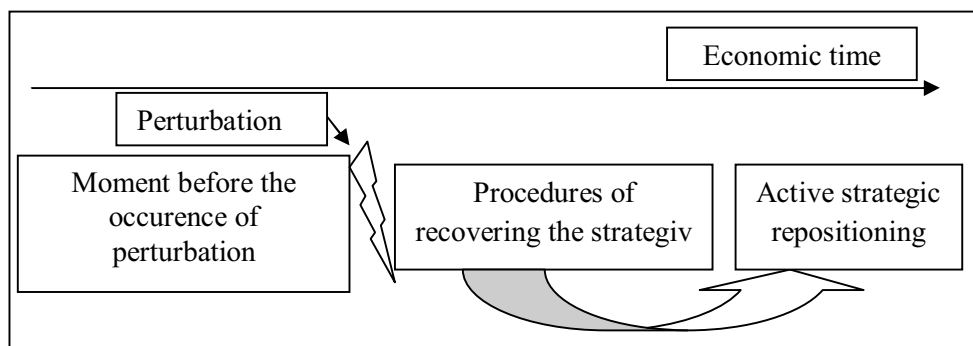 Economic time
Perturbation
Moment before the
occurence of
perturbation
Procedures of
recovering the strategiv
Active strategic
repositioning